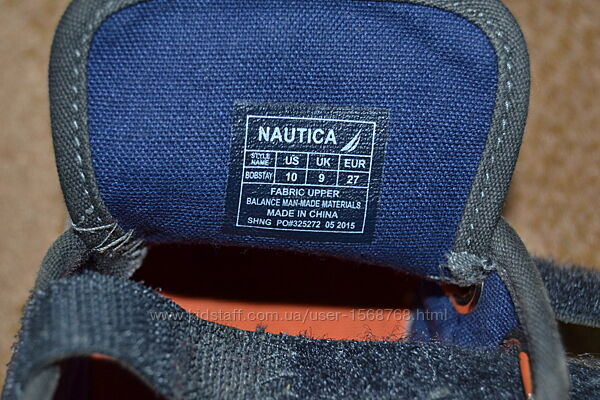 NAUTICA
STYLE NAME US UK EUR
BOBSTAY 10 9 27
FABRIC UPPER
BALANCE MAN-MADE MATERIALS
MADE IN CHINA
SHNG PO#325272 05 2015
www.kidstaff.com.ua/user-1568768.html